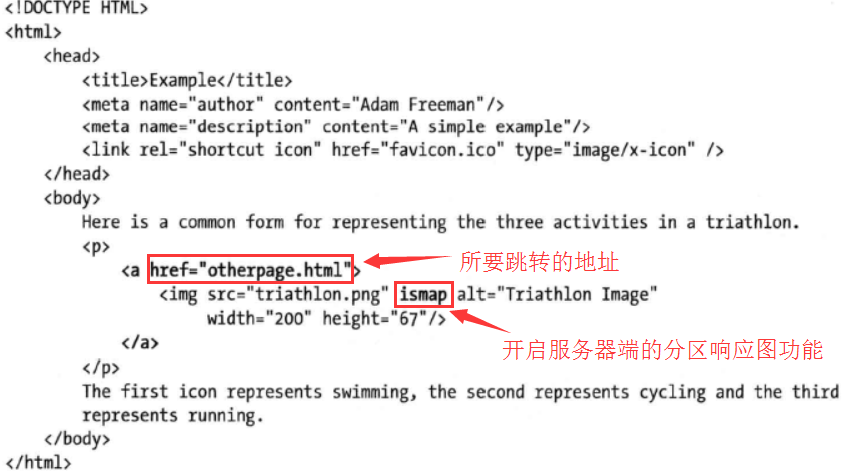 <!DOCTYPE HTML>
<html>
<head>
<title>Example</title>
<meta name="author" content="Adam Freeman"/>
<meta name="description" content="A simple example"/>
<link rel="shortcut icon" href="favicon.ico" type="image/x-icon" />
</head>
<body>
Here is a common form for representing the three activities in a triathlon.
<p>
<a href="otherpage.html">
所要跳转的地址
<img src="triathlon.png" ismap alt="Triathlon Image"
width="200" height="67"/>
开启服务器端的分区响应图功能
</a>
</p>
The first icon represents swimming, the second represents cycling and the third
represents running.
</body>
</html>